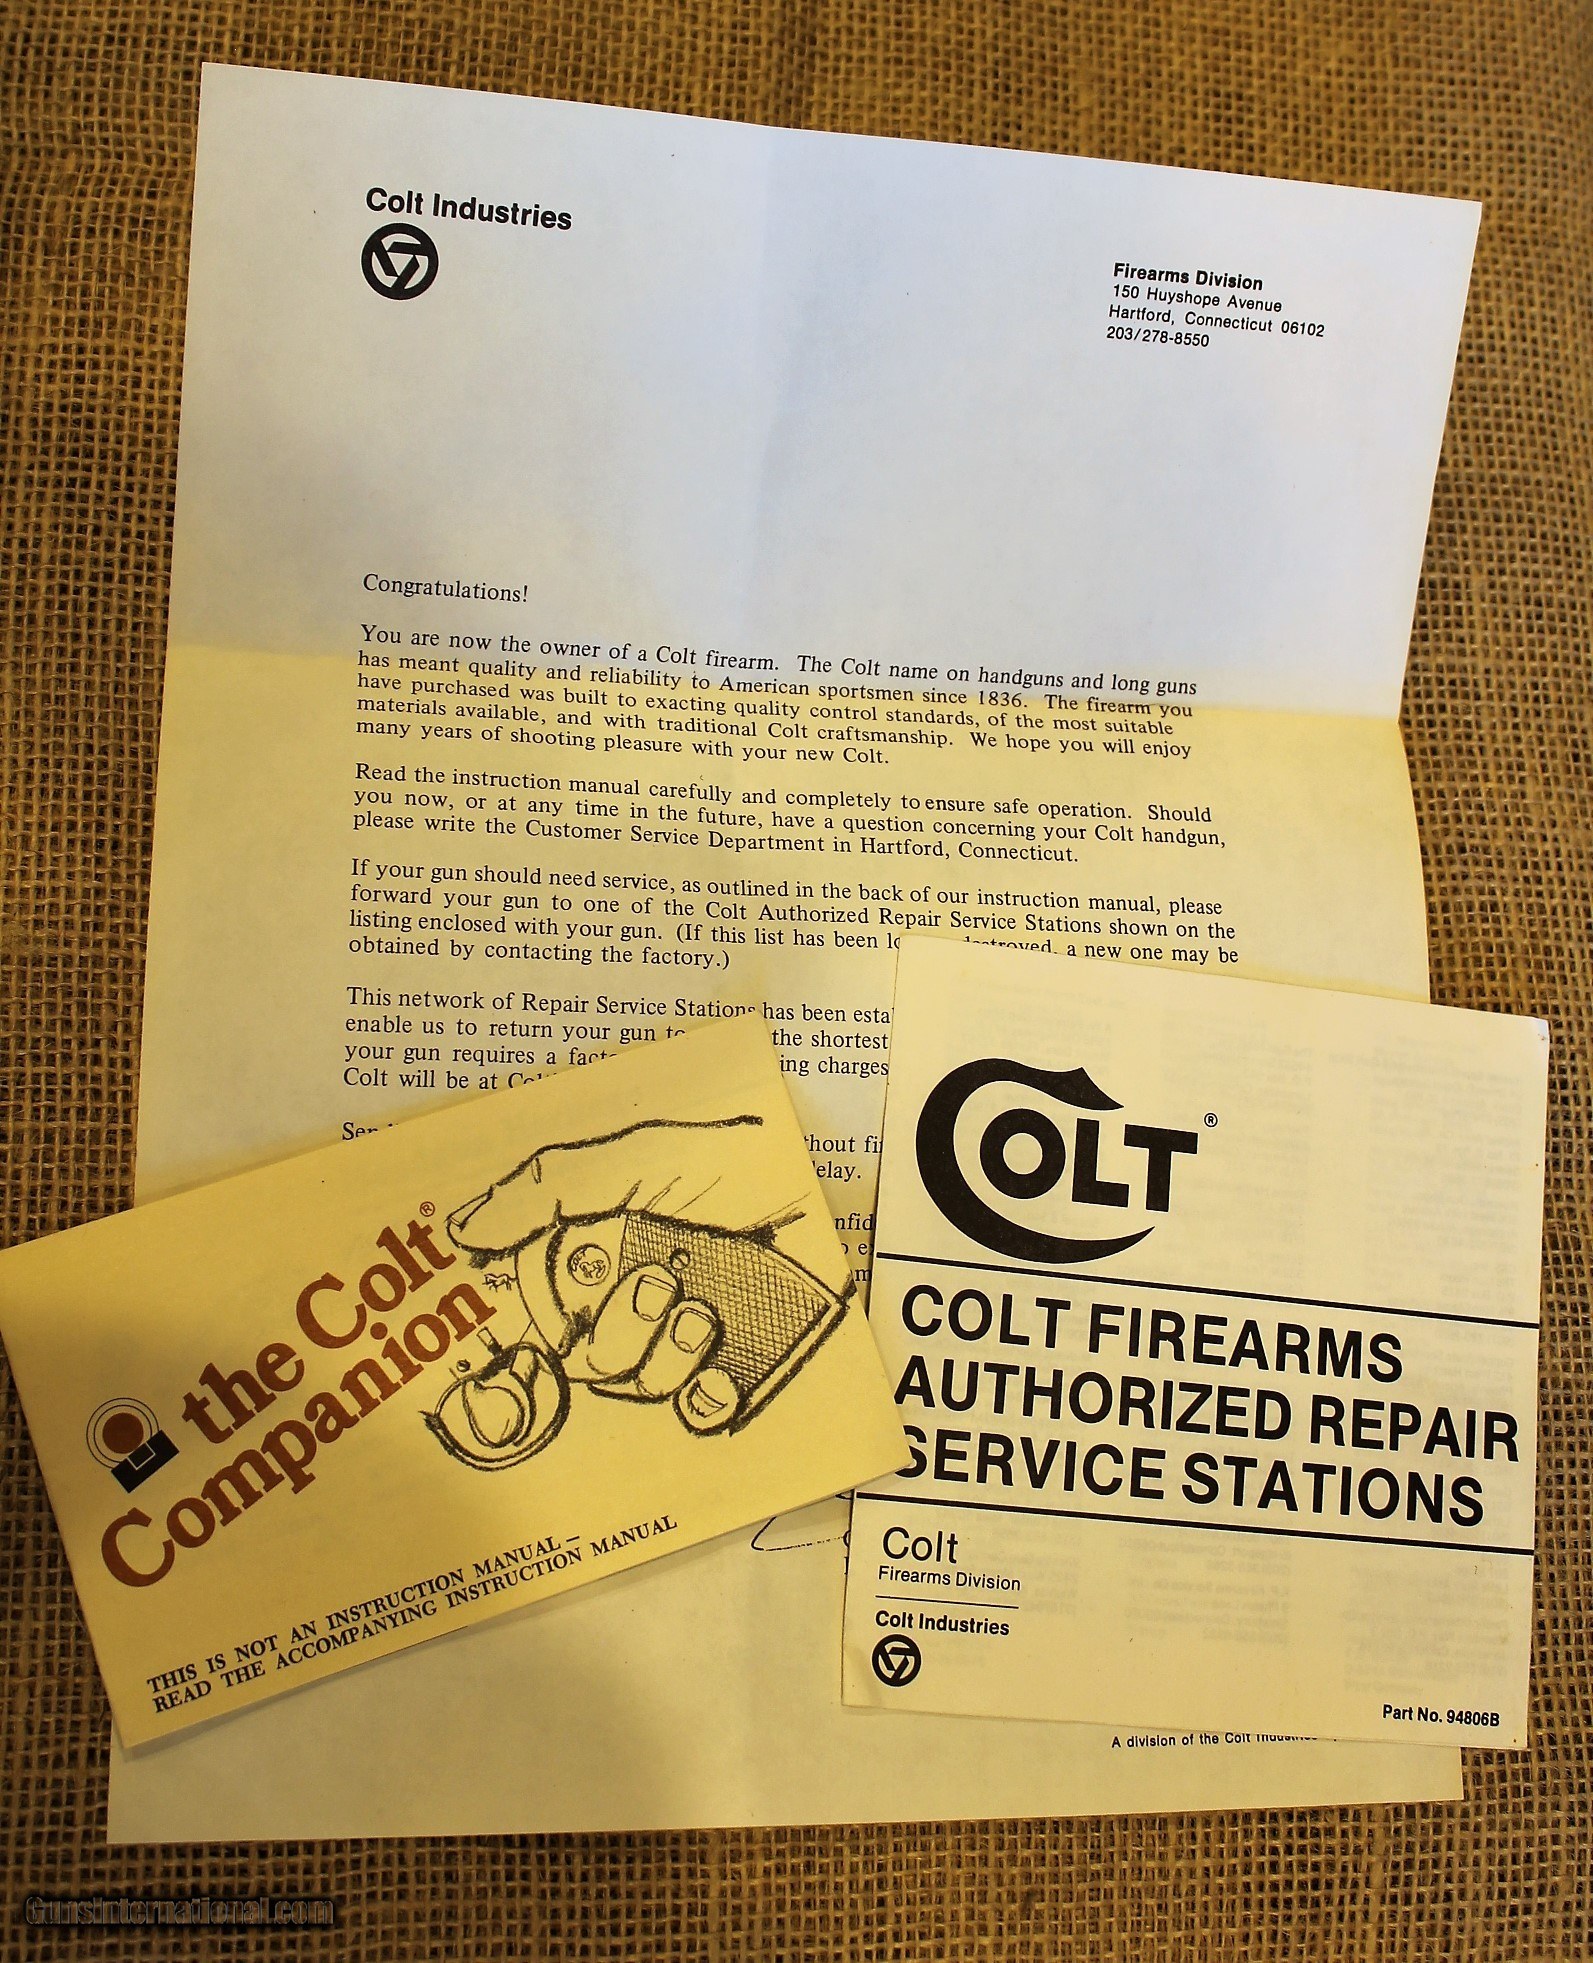 Colt Industries
Firearms Division
150 Huyshope Avenue
Hartford, Connecticut 06102
203/278-8550
Congratulations!
You are now the owner of a Colt firearm. The Colt name on handguns and long guns
has meant quality and reliability to American sportsmen since 1836. The firearm you
have purchased was built to exacting quality control standards, of the most suitable
materials available, and with traditional Colt craftsmanship. We hope you will enjoy
many years of shooting pleasure with your new Colt.
Read the instruction manual carefully and completely to ensure safe operation. Should
you now, or at any time in the future, have a question concerning your Colt handgun,
please write the Customer Service Department in Hartford, Connecticut.
If your gun should need service, as outlined in the back of our instruction manual, please
forward your gun to one of the Colt Authorized Repair Service Stations shown on the
listing enclosed with your gun. (If this list has been a new one may be
obtained by contacting the factory.)
This network of Repair Service Stations has been
enable us to return your gun the shortest
your gun requires a charges
Colt will be at
delay.
the Colt®
Companion
THIS IS NOT AN INSTRUCTION MANUAL –
READ THE ACCOMPANYING INSTRUCTION MANUAL
COLT®
COLT FIREARMS
AUTHORIZED REPAIR
SERVICE STATIONS
Colt
Firearms Division
Colt Industries
Part No. 94806B
A division of the Colt
GunsInternational.com